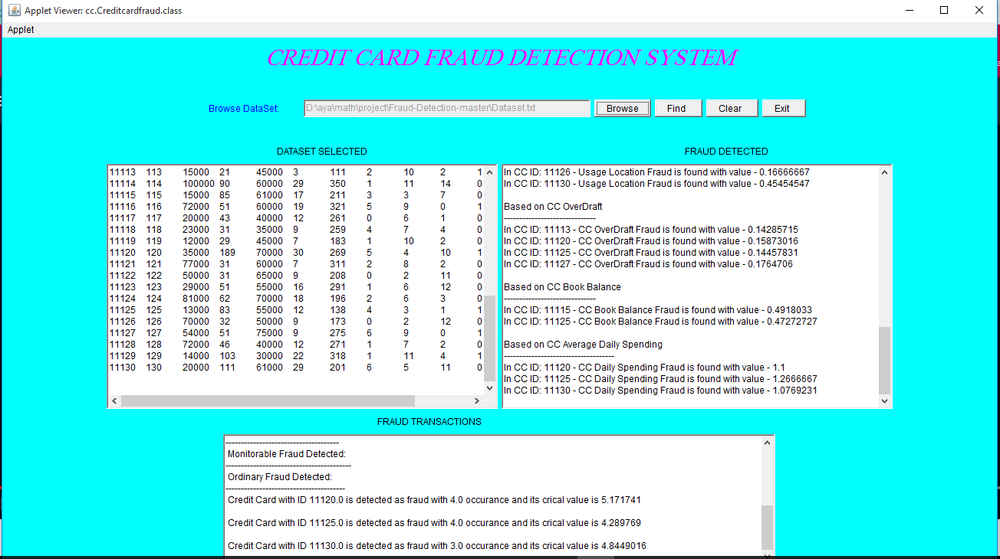 Applet Viewer: cc.Creditcardfraud.class
Applet
CREDIT CARD FRAUD DETECTION SYSTEM
Browse DataSet: D:\aya\math\project\Fraud-Detection-master\Dataset.txt Browse Find Clear Exit
DATASET SELECTED
11113 113 15000 21 45000 3 111 2 10 2 1
11114 114 100000 90 60000 29 350 1 11 14 0
11115 115 15000 85 61000 17 211 3 3 7 0
11116 116 72000 51 60000 19 321 5 9 0 1
11117 117 20000 43 40000 12 261 0 6 1 0
11118 118 23000 31 35000 9 259 4 7 4 0
11119 119 12000 29 45000 7 183 1 10 2 0
11120 120 35000 189 70000 30 269 5 4 10 1
11121 121 77000 31 60000 7 311 2 8 2 0
11122 122 50000 31 65000 9 208 0 2 11 0
11123 123 29000 51 55000 16 291 1 6 12 0
11124 124 81000 62 70000 18 196 2 6 3 0
11125 125 13000 83 55000 12 138 4 3 1 1
11126 126 70000 32 50000 9 173 0 2 12 0
11127 127 54000 51 75000 9 275 6 9 0 1
11128 128 72000 46 40000 12 271 1 7 2 0
11129 129 14000 103 30000 22 318 1 11 4 1
11130 130 20000 111 61000 29 201 6 5 11 0
FRAUD DETECTED
In CC ID: 11126 - Usage Location Fraud is found with value - 0.16666667
In CC ID: 11130 - Usage Location Fraud is found with value - 0.45454547
Based on CC OverDraft
------------------------------
In CC ID: 11113 - CC OverDraft Fraud is found with value - 0.14285715
In CC ID: 11120 - CC OverDraft Fraud is found with value - 0.15873016
In CC ID: 11125 - CC OverDraft Fraud is found with value - 0.14457831
In CC ID: 11127 - CC OverDraft Fraud is found with value - 0.1764706
Based on CC Book Balance
------------------------------
In CC ID: 11115 - CC Book Balance Fraud is found with value - 0.4918033
In CC ID: 11125 - CC Book Balance Fraud is found with value - 0.47272727
Based on CC Average Daily Spending
------------------------------------
In CC ID: 11120 - CC Daily Spending Fraud is found with value - 1.1
In CC ID: 11125 - CC Daily Spending Fraud is found with value - 1.2666667
In CC ID: 11130 - CC Daily Spending Fraud is found with value - 1.0769231
FRAUD TRANSACTIONS
-------------------------------------
Monitorable Fraud Detected:
-----------------------------------------
Ordinary Fraud Detected:
---------------------------------------
Credit Card with ID 11120.0 is detected as fraud with 4.0 occurance and its crical value is 5.171741
Credit Card with ID 11125.0 is detected as fraud with 4.0 occurance and its crical value is 4.289769
Credit Card with ID 11130.0 is detected as fraud with 3.0 occurance and its crical value is 4.8449016